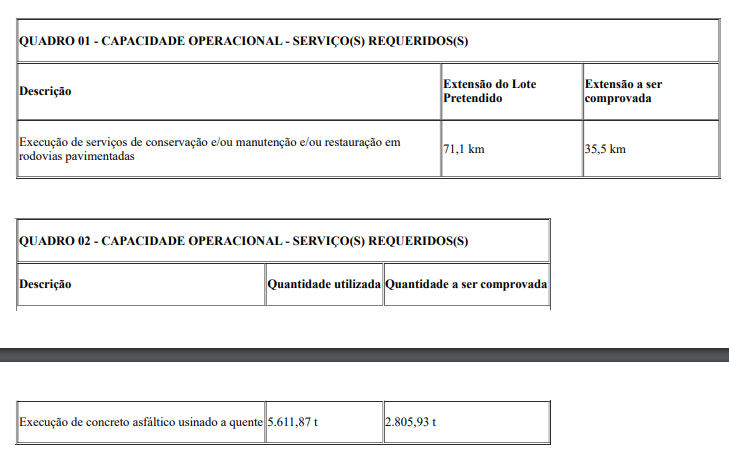 QUADRO 01 - CAPACIDADE OPERACIONAL - SERVIÇO(S) REQUERIDOS(S)
Descrição
Extensão do Lote
Pretendido
Extensão a ser
comprovada
Execução de serviços de conservação e/ou manutenção e/ou restauração em
rodovias pavimentadas
71,1 km
35,5 km
QUADRO 02 - CAPACIDADE OPERACIONAL - SERVIÇO(S) REQUERIDOS(S)
Descrição
Quantidade utilizada
Quantidade a ser comprovada
Execução de concreto asfáltico usinado a quente
5.611,87 t
2.805,93 t